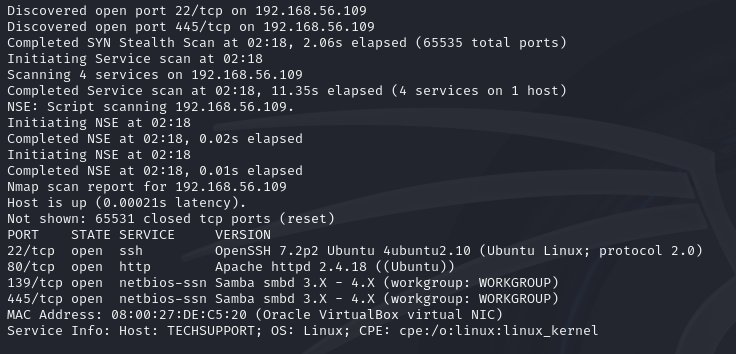 Discovered open port 22/tcp on 192.168.56.109
Discovered open port 445/tcp on 192.168.56.109
Completed SYN Stealth Scan at 02:18, 2.06s elapsed (65535 total ports)
Initiating Service scan at 02:18
Scanning 4 services on 192.168.56.109
Completed Service scan at 02:18, 11.35s elapsed (4 services on 1 host)
NSE: Script scanning 192.168.56.109.
Initiating NSE at 02:18
Completed NSE at 02:18, 0.02s elapsed
Initiating NSE at 02:18
Completed NSE at 02:18, 0.01s elapsed
Nmap scan report for 192.168.56.109
Host is up (0.00021s latency).
Not shown: 65531 closed tcp ports (reset)
PORT    STATE SERVICE     VERSION
22/tcp  open  ssh         OpenSSH 7.2p2 Ubuntu 4ubuntu2.10 (Ubuntu Linux; protocol 2.0)
80/tcp  open  http        Apache httpd 2.4.18 ((Ubuntu))
139/tcp open  netbios-ssn Samba smbd 3.X - 4.X (workgroup: WORKGROUP)
445/tcp open  netbios-ssn Samba smbd 3.X - 4.X (workgroup: WORKGROUP)
MAC Address: 08:00:27:DE:C5:20 (Oracle VirtualBox virtual NIC)
Service Info: Host: TECHSUPPORT; OS: Linux; CPE: cpe:/o:linux:linux_kernel